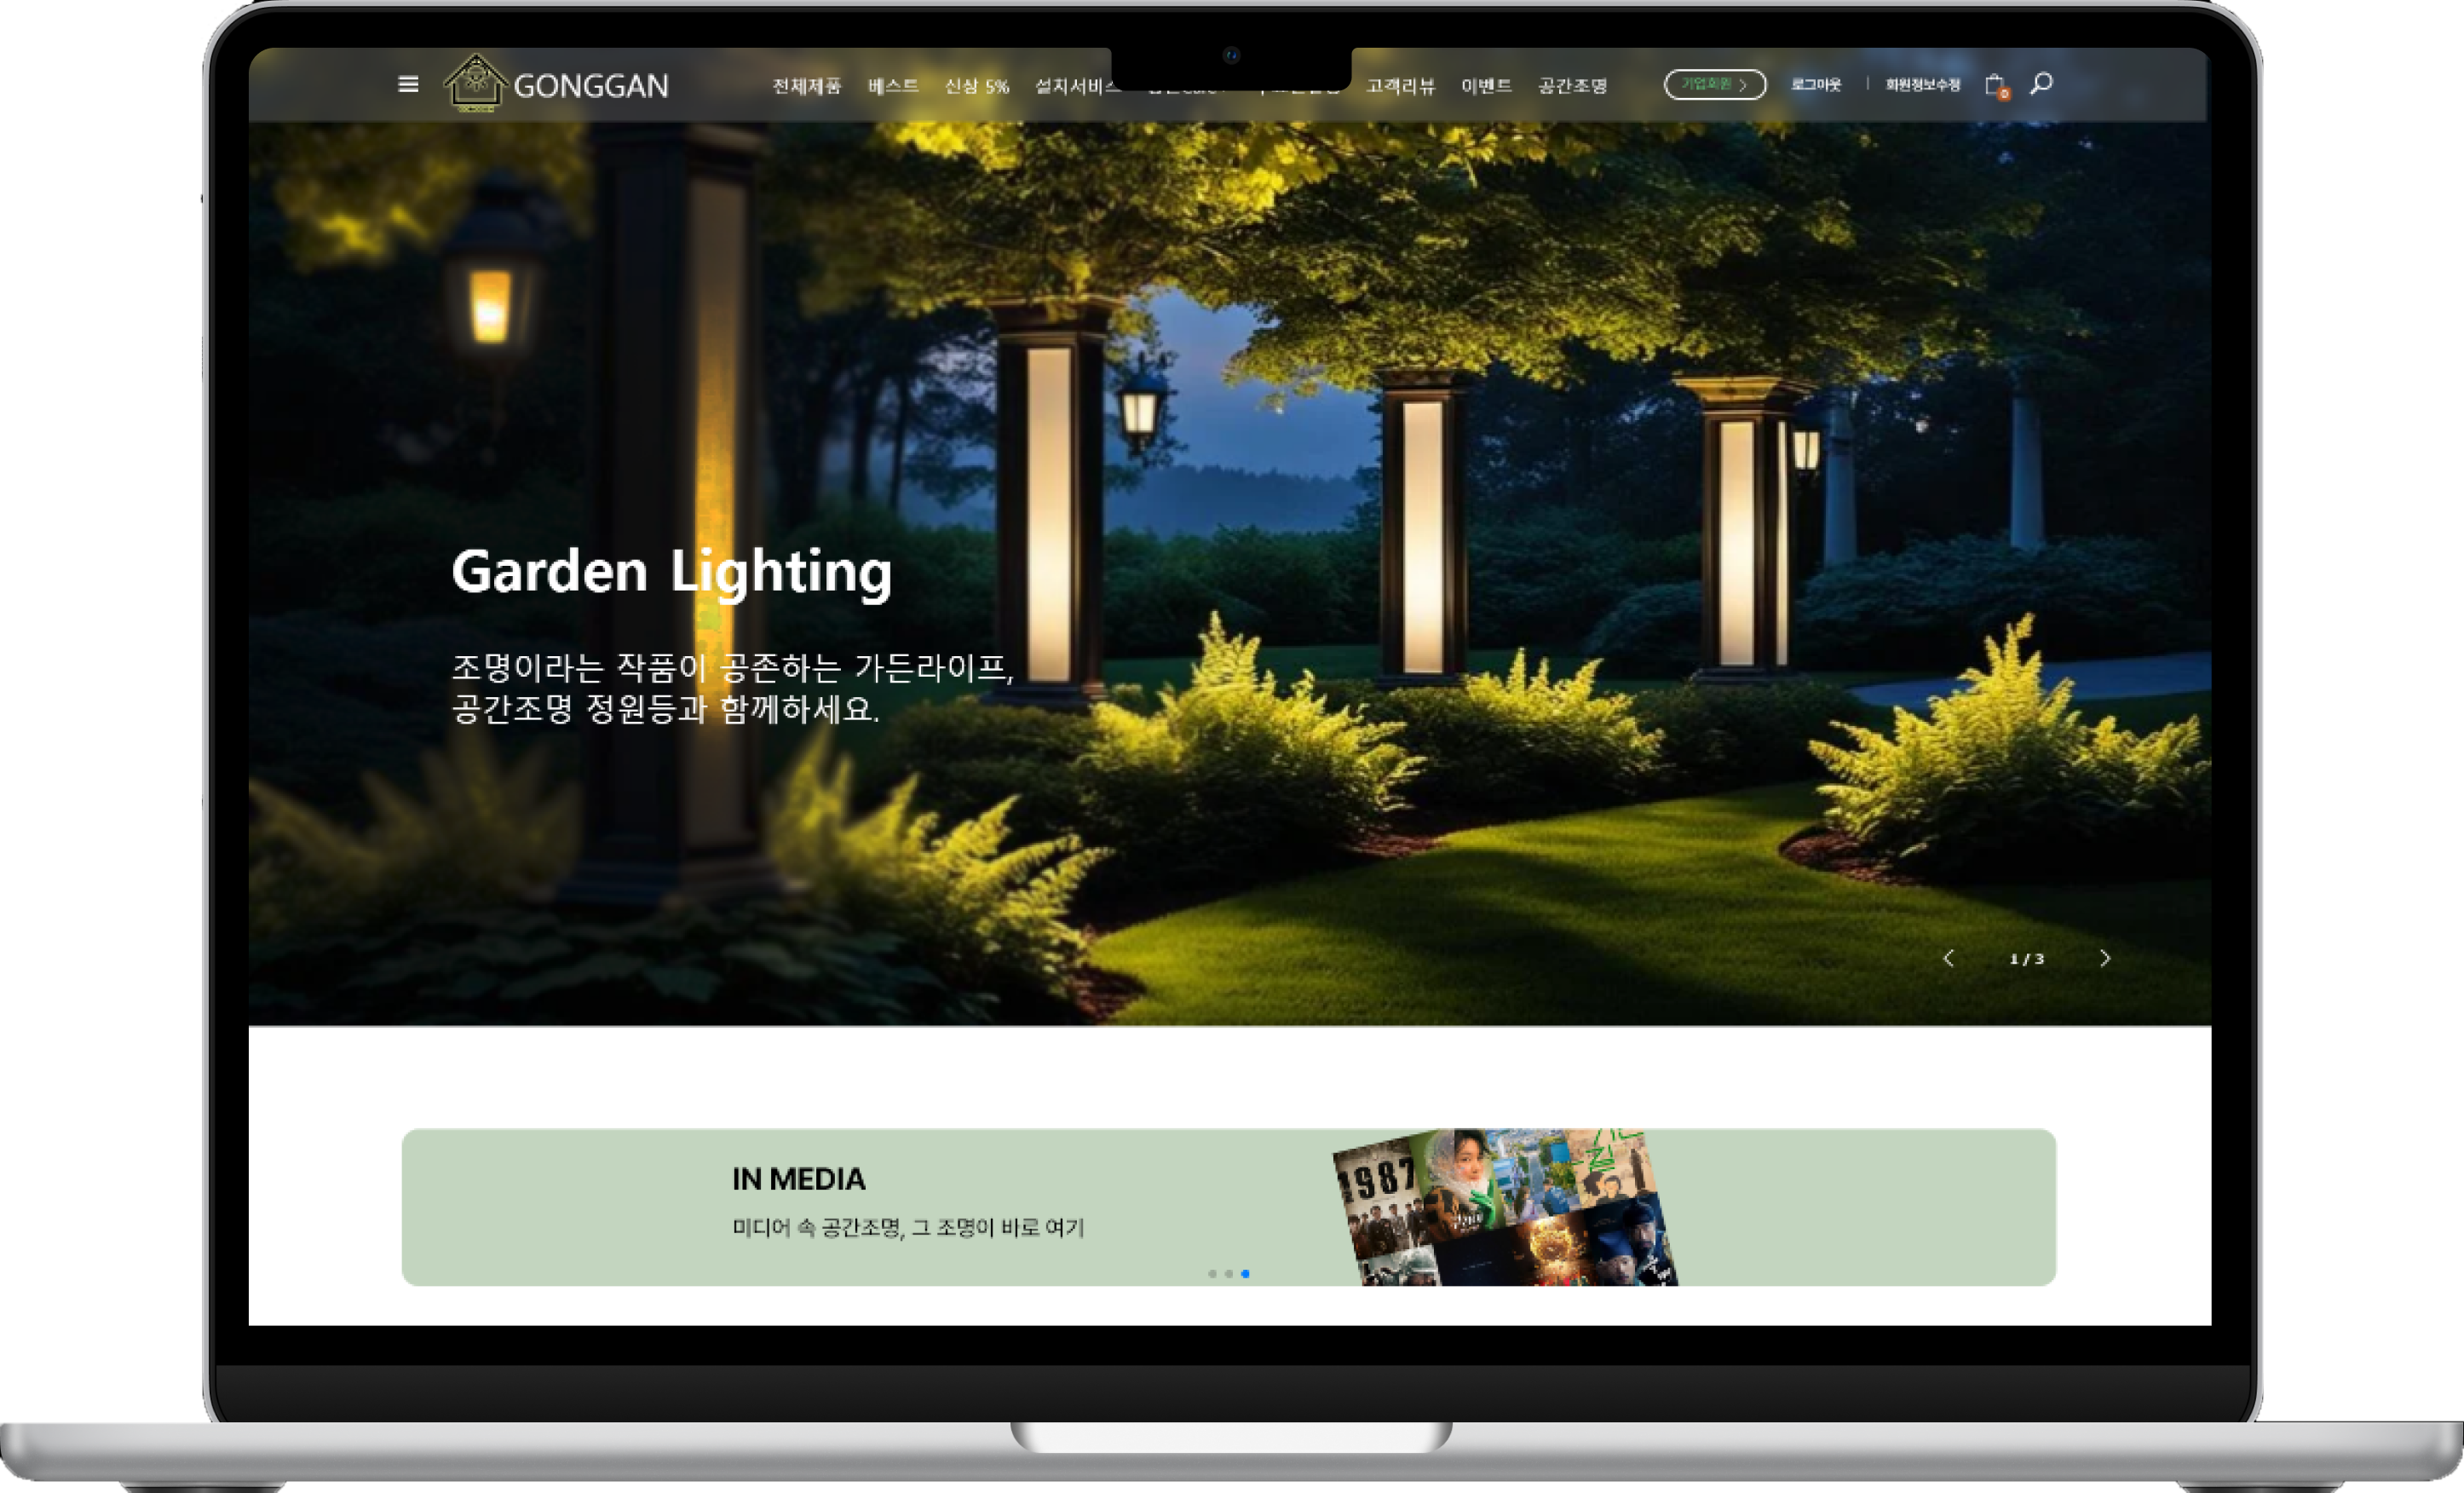 GONGGAN
전체제품 베스트 신상 5% 설치서비스 고객리뷰 이벤트 공간조명
기업회원 로그아웃 | 회원정보수정 0
Garden Lighting
조명이라는 작품이 공존하는 가든라이프,
공간조명 정원등과 함께하세요.
1 / 3
IN MEDIA
미디어 속 공간조명, 그 조명이 바로 여기
1987